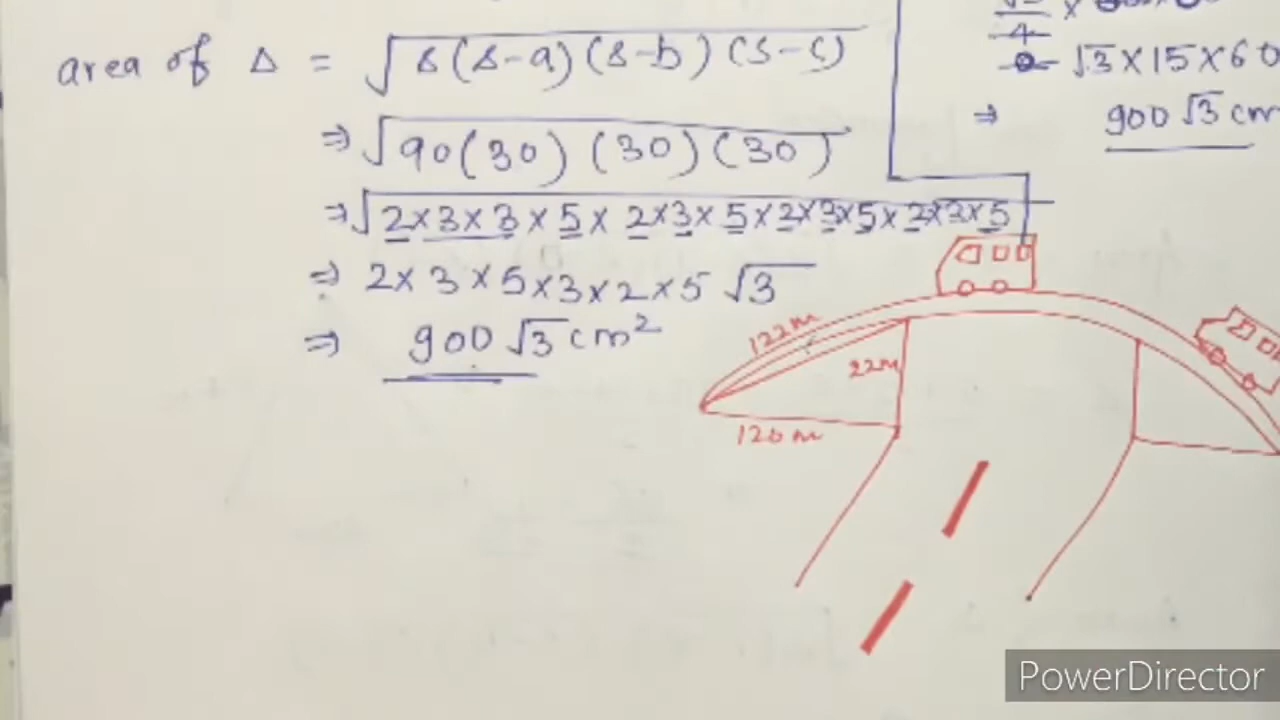 area of Δ = √s(s-a)(s-b)(s-c)
⇒ √90(30)(30)(30)
⇒ √2×3×3×5×2×3×5×2×3×5×2×3×5
⇒ 2×3×5×3×2×5√3
⇒ 900√3 cm²
4
√3×15×60
⇒ 900√3 cm
122m
22m
120m
PowerDirector